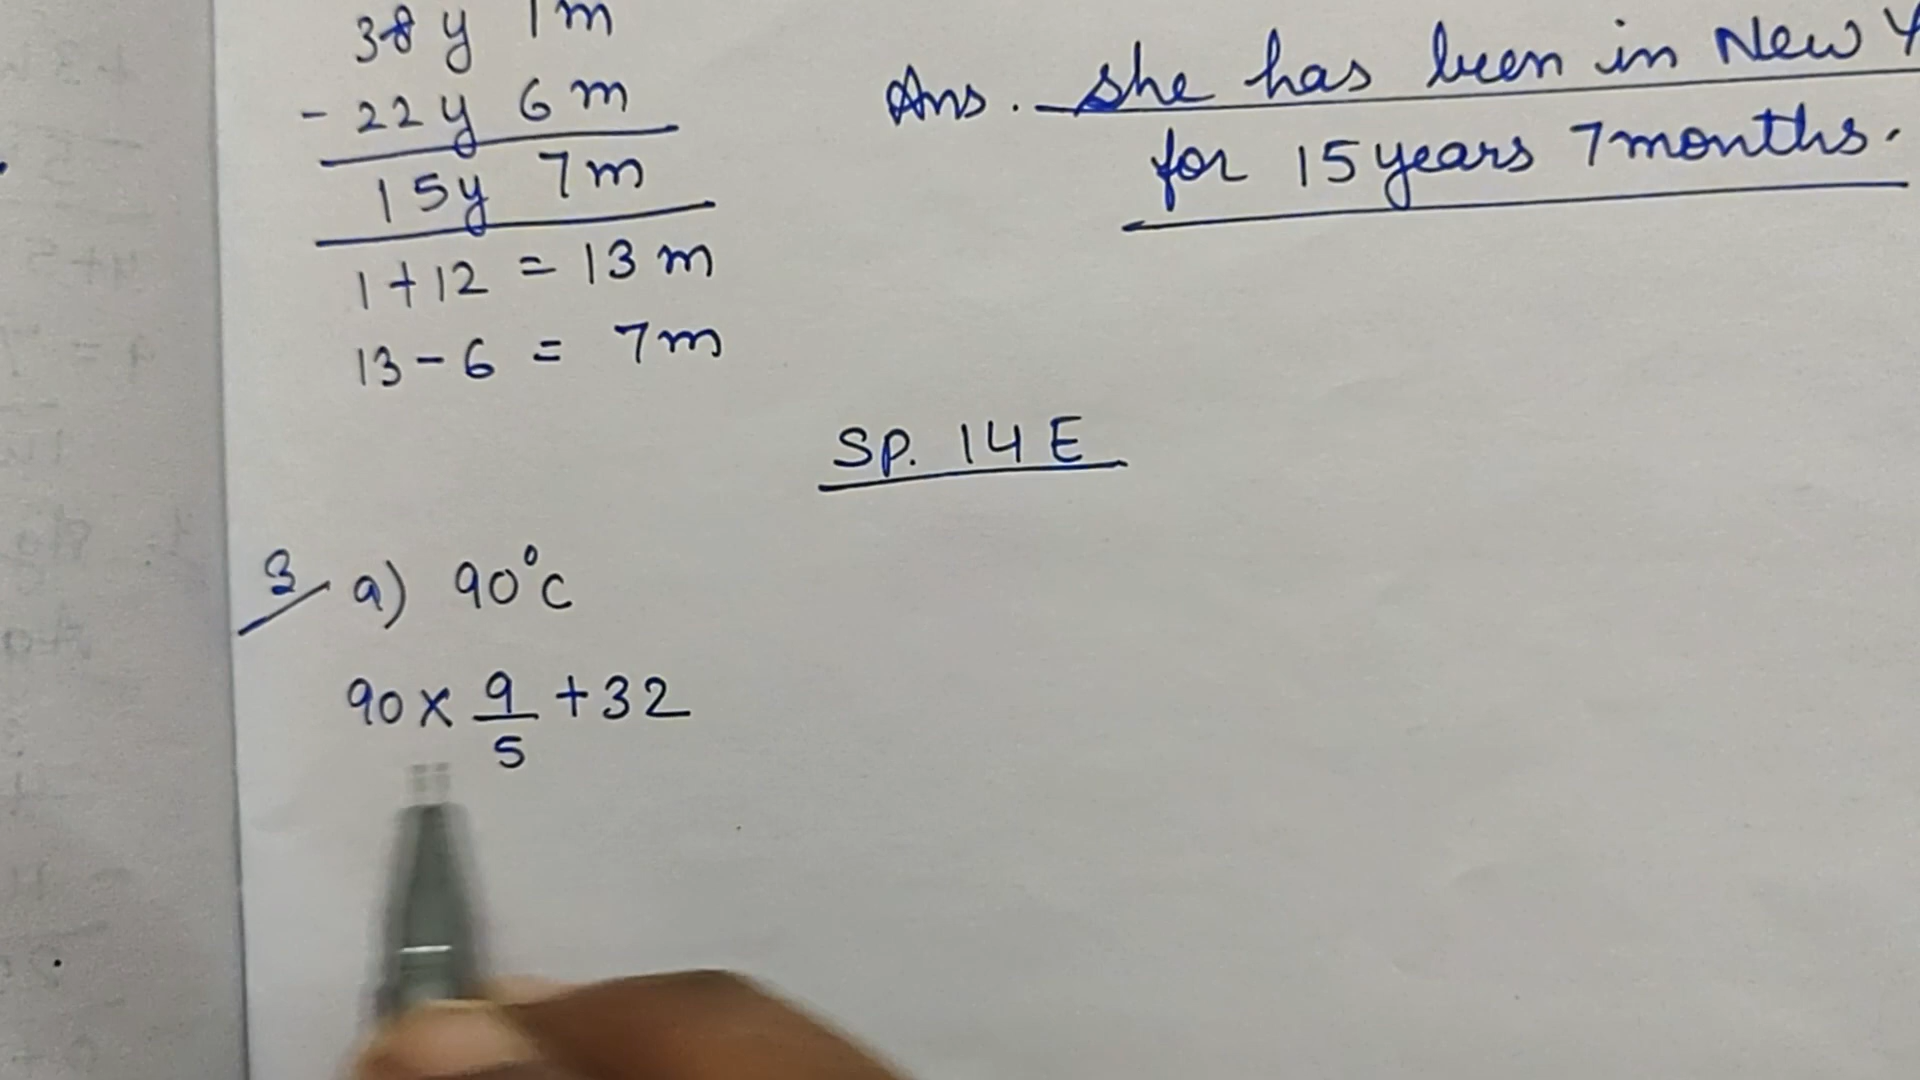 38 y 1 m
- 22 y 6 m
15 y 7 m
1 + 12 = 13 m
13 - 6 = 7 m
Ans. She has been in New Y
for 15 years 7 months.
SP. 14 E
3 a) 90°C
90 × 9/5 + 32